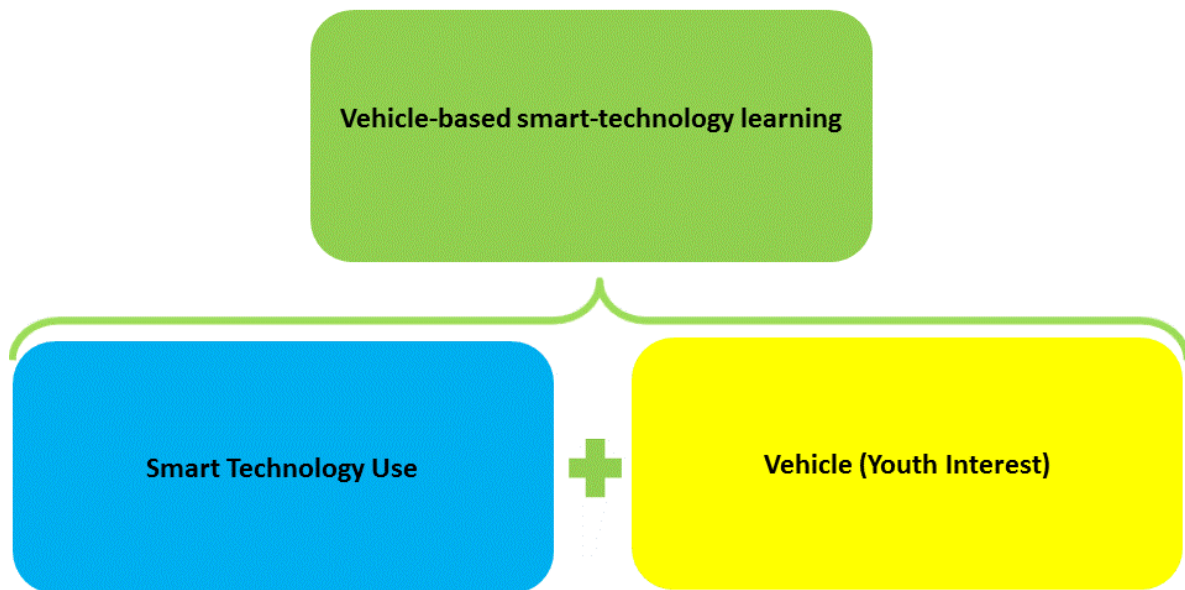 Vehicle-based smart-technology learning
Smart Technology Use
Vehicle (Youth Interest)